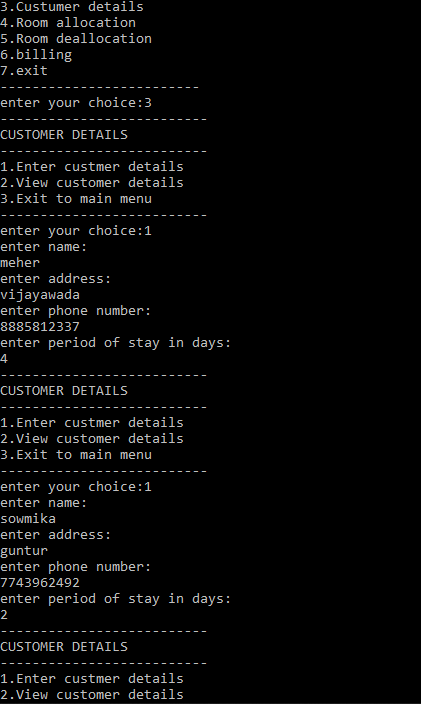 3.Custumer details
4.Room allocation
5.Room deallocation
6.billing
7.exit
-------------------------
enter your choice:3
--------------------------
CUSTOMER DETAILS
--------------------------
1.Enter custmer details
2.View customer details
3.Exit to main menu
--------------------------
enter your choice:1
enter name:
meher
enter address:
vijayawada
enter phone number:
8885812337
enter period of stay in days:
4
--------------------------
CUSTOMER DETAILS
--------------------------
1.Enter custmer details
2.View customer details
3.Exit to main menu
--------------------------
enter your choice:1
enter name:
sowmika
enter address:
guntur
enter phone number:
7743962492
enter period of stay in days:
2
--------------------------
CUSTOMER DETAILS
--------------------------
1.Enter custmer details
2.View customer details